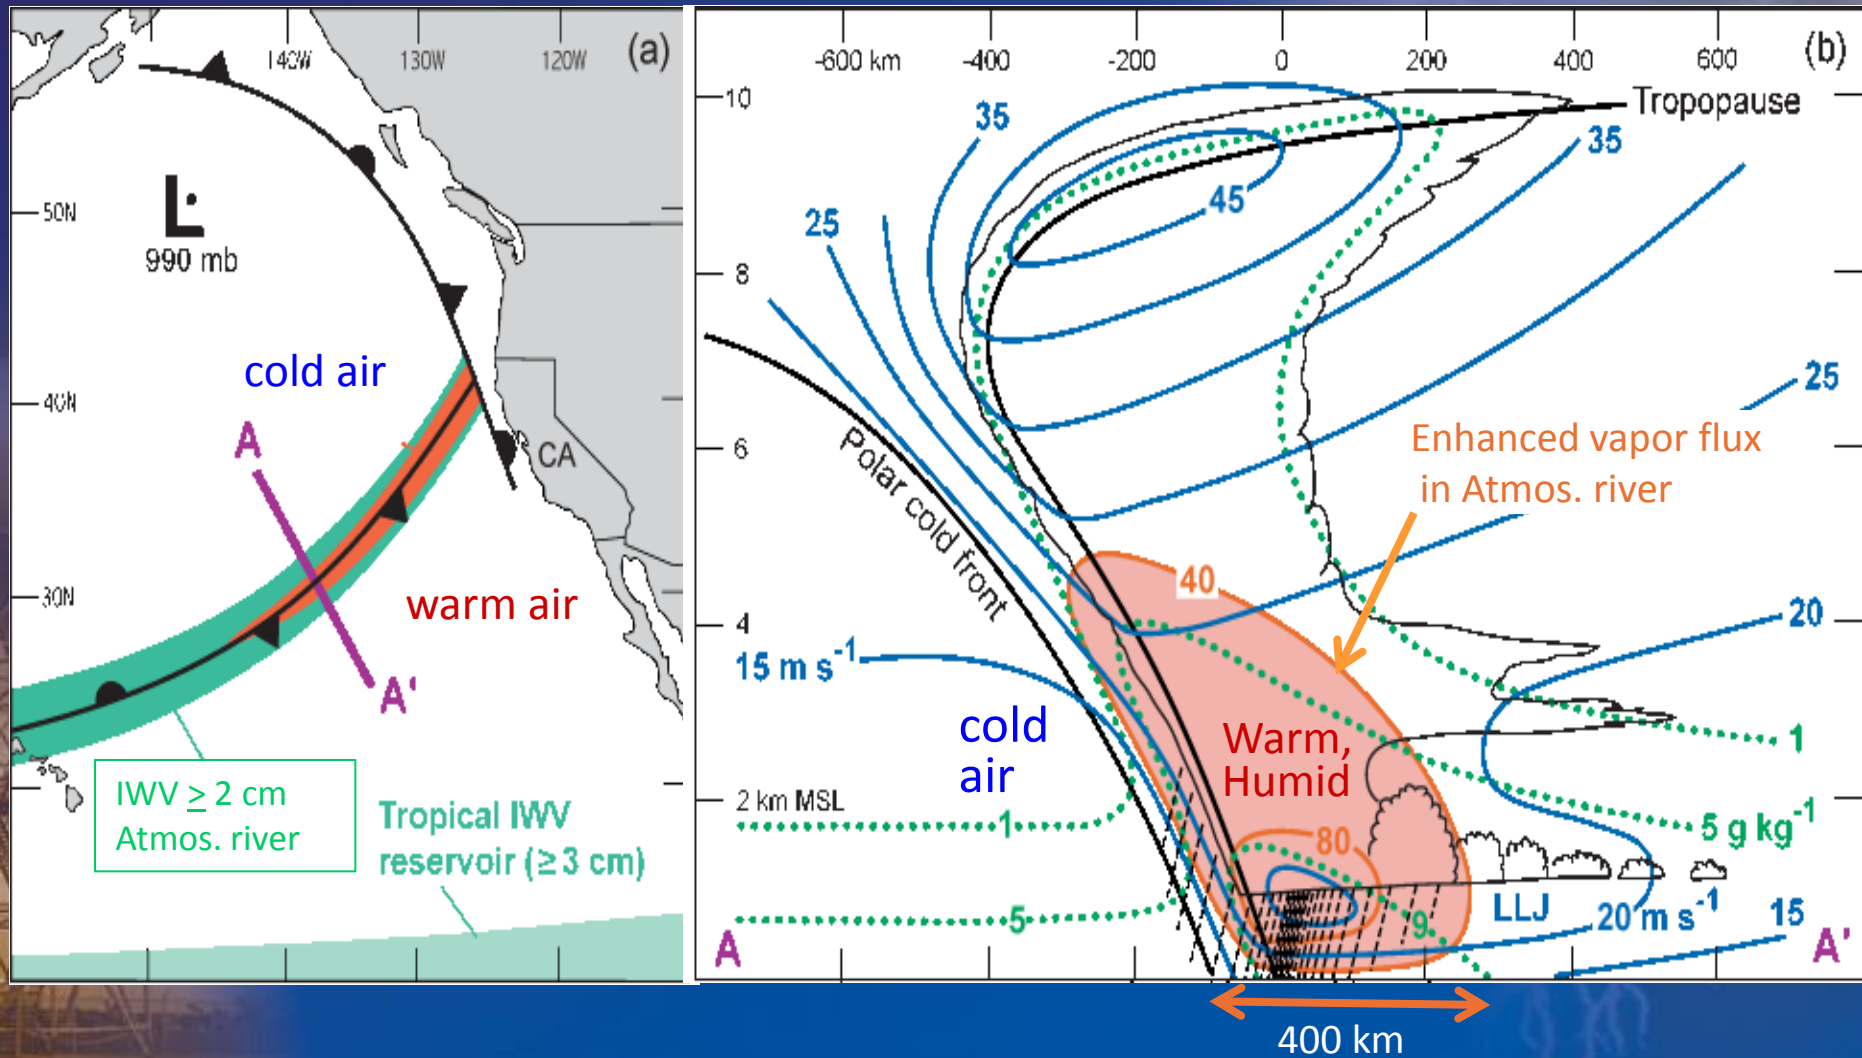 140W
130W
120W
(a)
50N
L
990 mb
cold air
40N
A
CA
30N
warm air
A'
IWV ≥ 2 cm
Atmos. river
Tropical IWV
reservoir (≥ 3 cm)
-600 km
-400
-200
0
200
400
600
(b)
10
Tropopause
35
35
45
25
8
25
6
Polar cold front
Enhanced vapor flux
in Atmos. river
40
4
20
15 m s-1
cold
air
Warm,
Humid
1
2 km MSL
1
5 g kg-1
80
5
9
LLJ
20 m s-1
15
A
A'
400 km